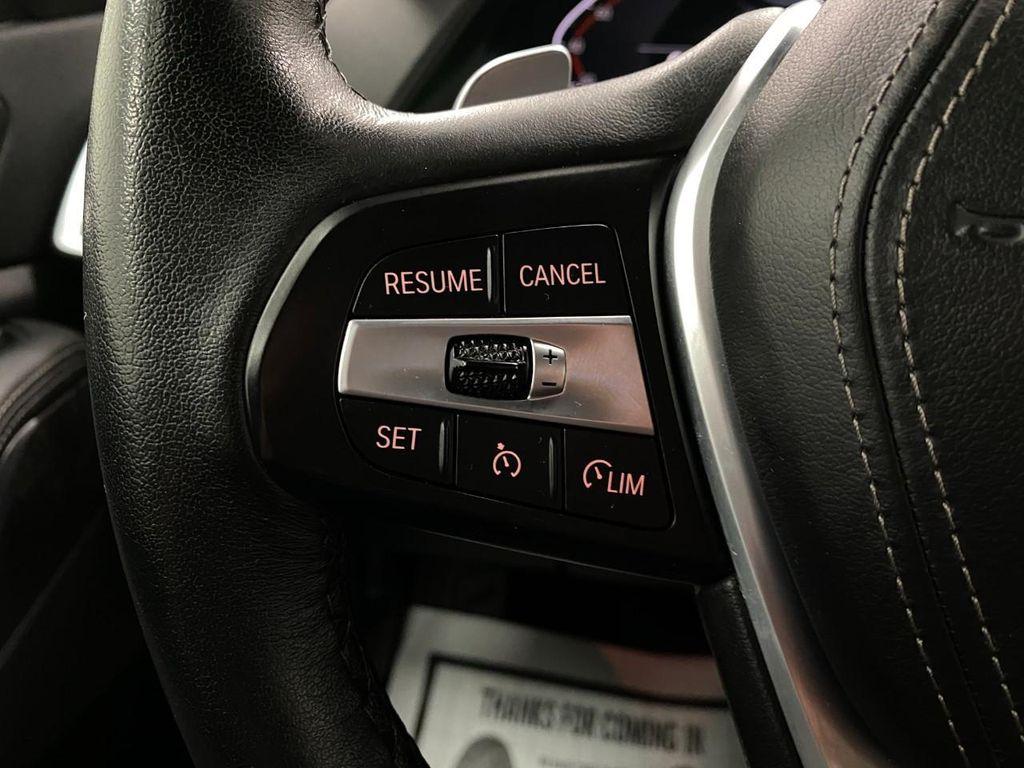 RESUME CANCEL
+
−
SET
LIM
THANKS FOR COMING IN